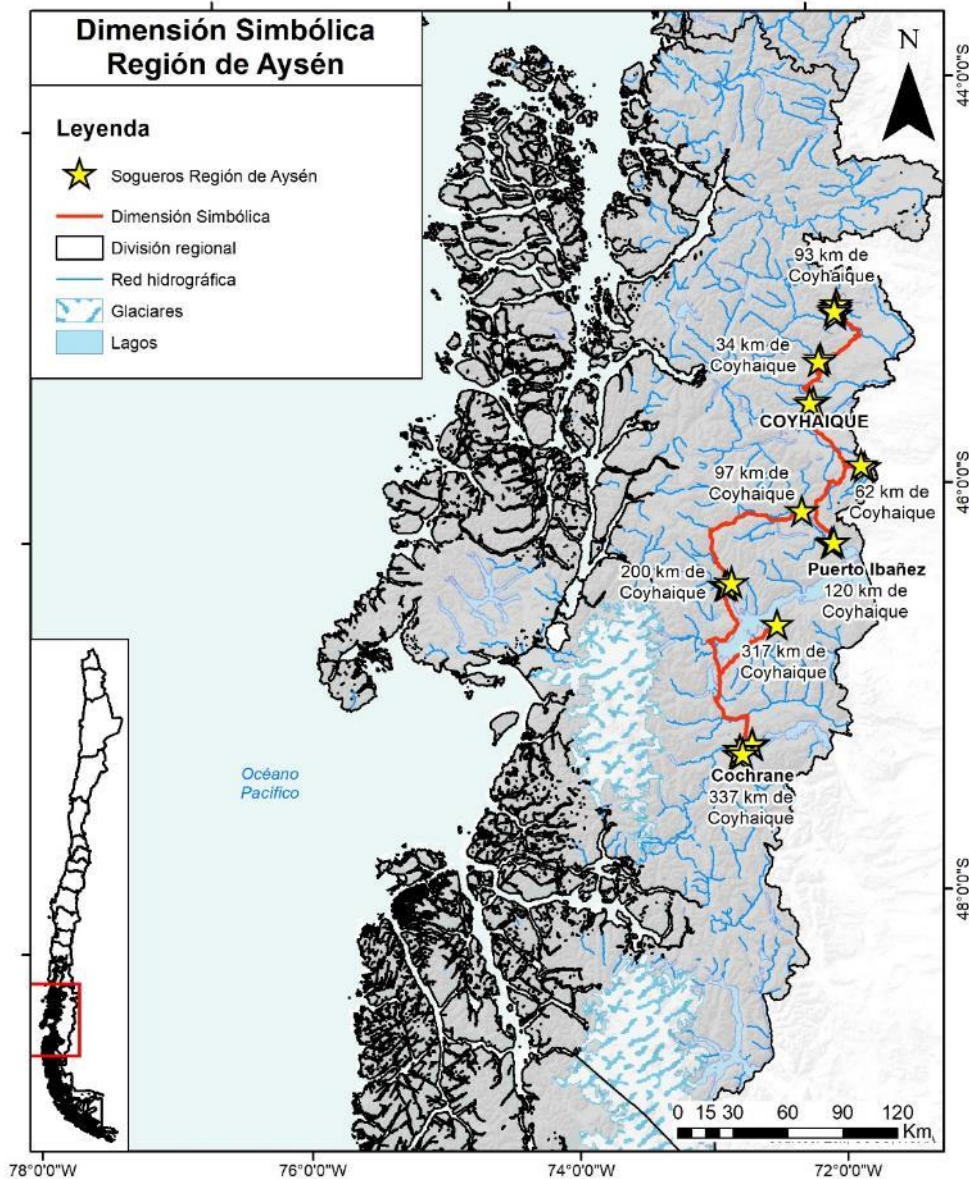 Dimensión Simbólica
Región de Aysén
Leyenda
Sogueros Región de Aysén
Dimensión Simbólica
División regional
Red hidrográfica
Glaciares
Lagos
N
44°0'0"S
93 km de
Coyhaique
34 km de
Coyhaique
COYHAIQUE
97 km de
Coyhaique
46°0'0"S
62 km de
Coyhaique
Puerto Ibañez
120 km de
Coyhaique
200 km de
Coyhaique
317 km de
Coyhaique
Océano
Pacifico
Cochrane
337 km de
Coyhaique
48°0'0"S
0 15 30 60 90 120
Km
78°0'0"W 76°0'0"W 74°0'0"W 72°0'0"W